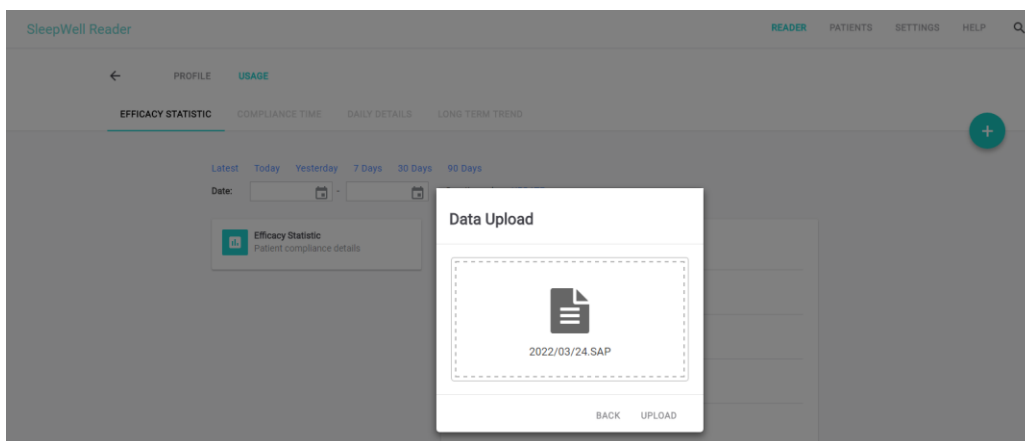 SleepWell Reader READER PATIENTS SETTINGS HELP
PROFILE USAGE
EFFICACY STATISTIC COMPLIANCE TIME DAILY DETAILS LONG TERM TREND
+
Latest Today Yesterday 7 Days 30 Days 90 Days
Date: -
Efficacy Statistic
Patient compliance details
Data Upload
2022/03/24.SAP
BACK UPLOAD